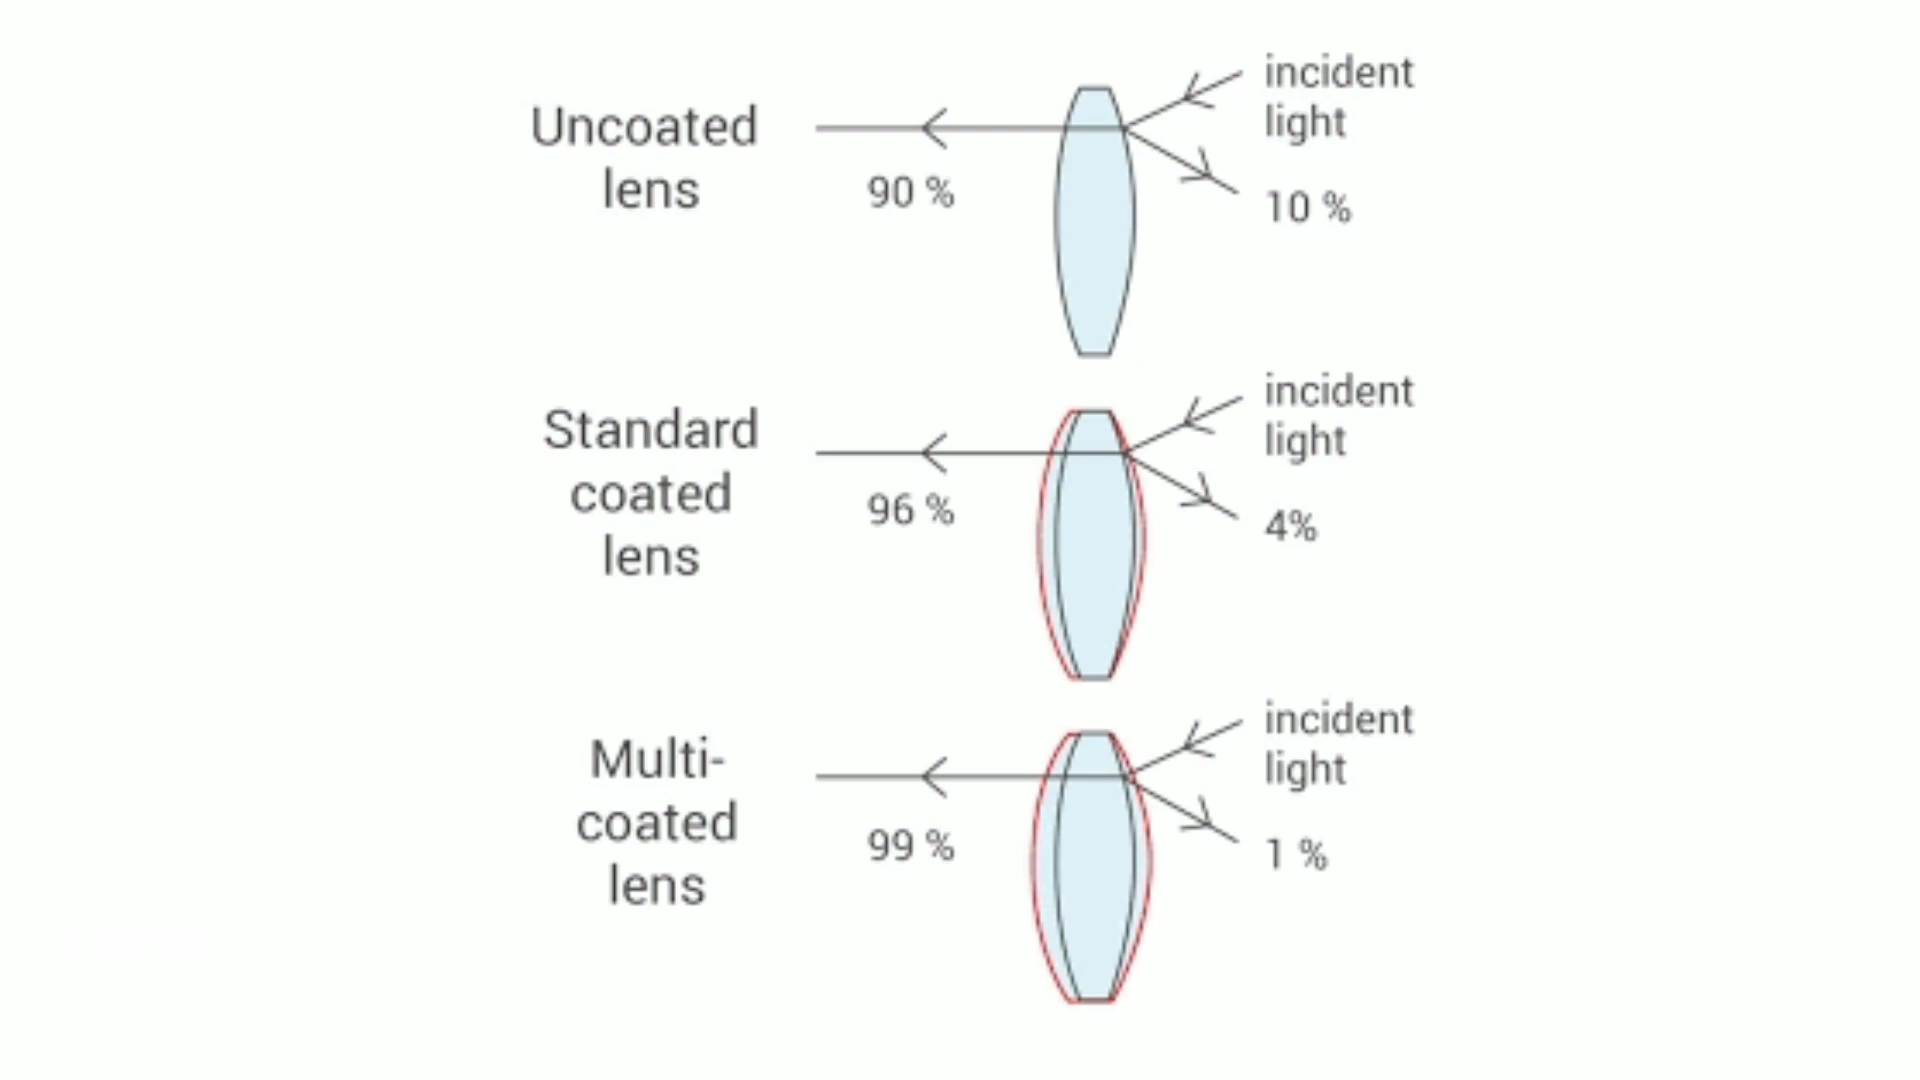 Uncoated
lens
90 %
incident
light
10 %
Standard
coated
lens
96 %
incident
light
4%
Multi-
coated
lens
99 %
incident
light
1 %